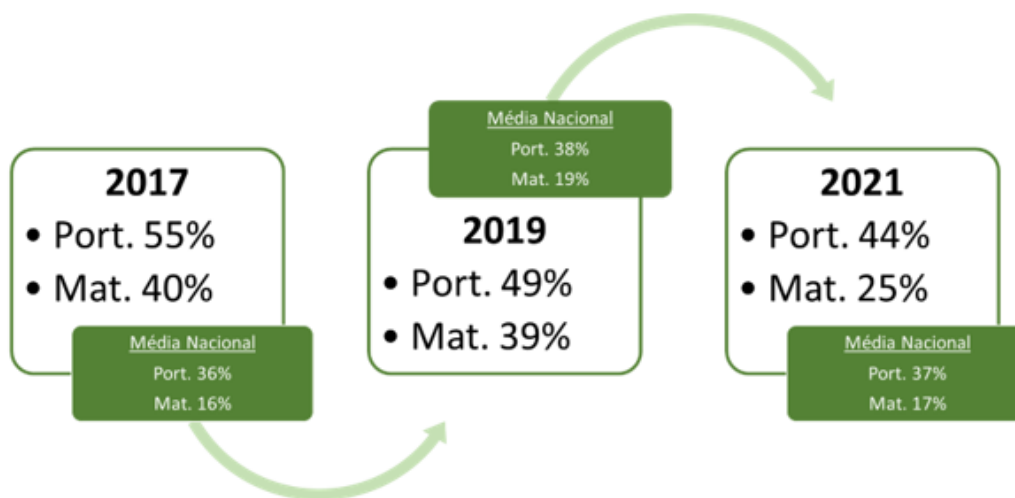 2017
• Port. 55%
• Mat. 40%
Média Nacional
Port. 36%
Mat. 16%
Média Nacional
Port. 38%
Mat. 19%
2019
• Port. 49%
• Mat. 39%
2021
• Port. 44%
• Mat. 25%
Média Nacional
Port. 37%
Mat. 17%